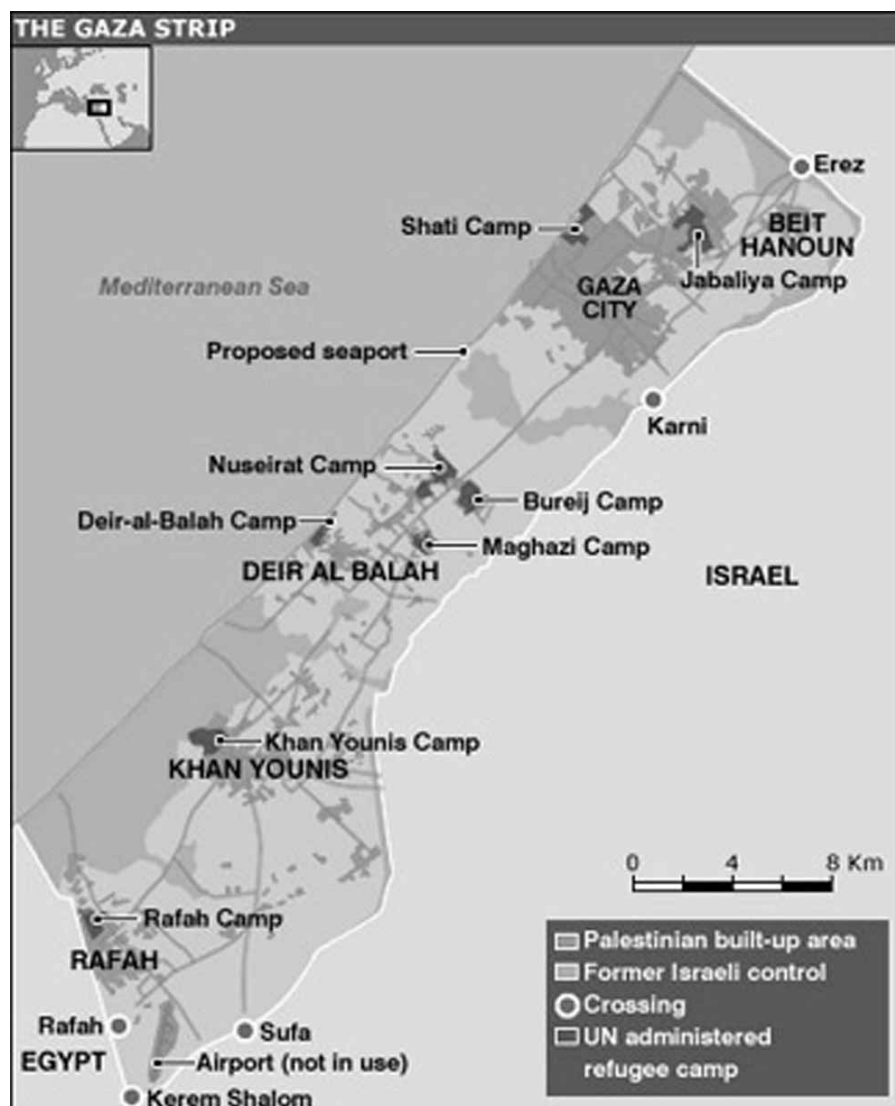 THE GAZA STRIP
Erez
Shati Camp
BEIT
HANOUN
Jabaliya Camp
GAZA
CITY
Mediterranean Sea
Proposed seaport
Karni
Nuseirat Camp
Bureij Camp
Deir-al-Balah Camp
Maghazi Camp
DEIR AL BALAH
ISRAEL
Khan Younis Camp
KHAN YOUNIS
0 4 8 Km
Rafah Camp
RAFAH
Palestinian built-up area
Former Israeli control
Crossing
UN administered
refugee camp
Rafah
Sufa
EGYPT
Airport (not in use)
Kerem Shalom